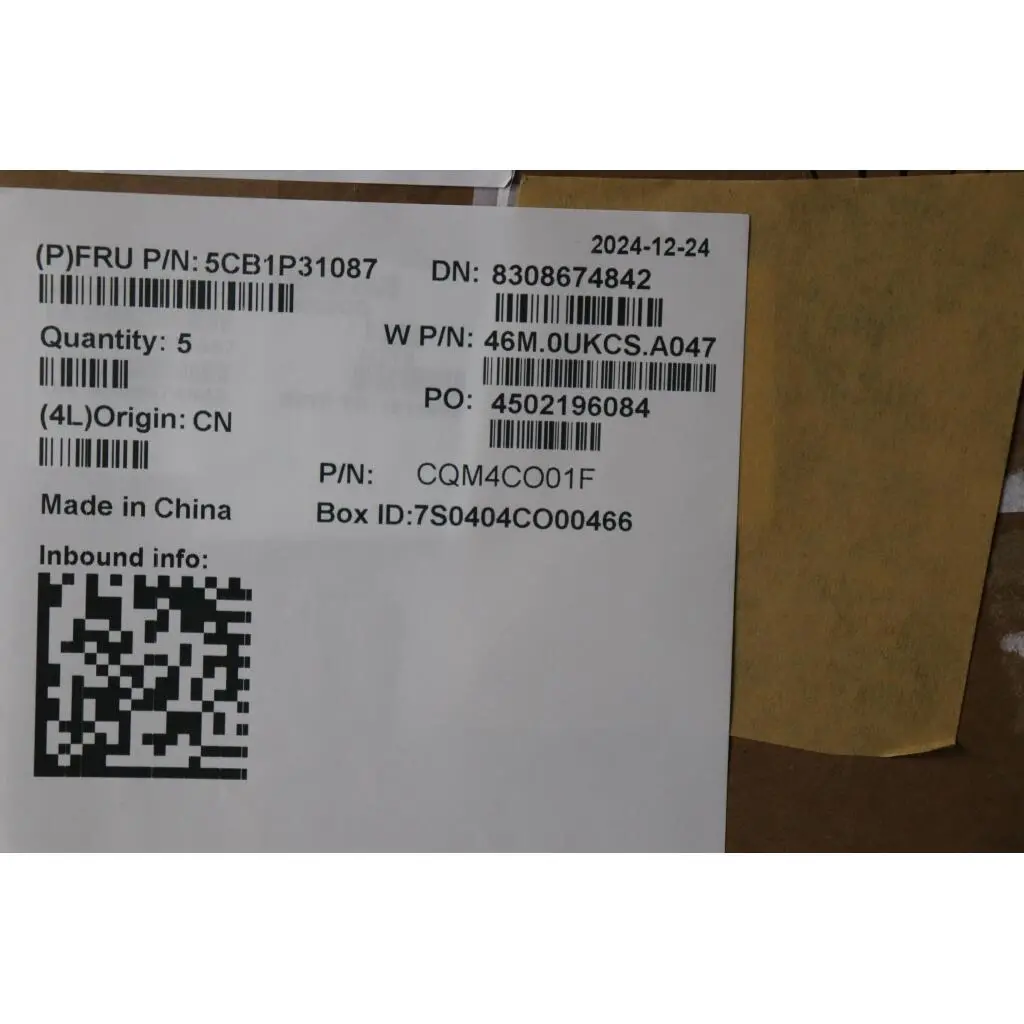 2024-12-24
(P)FRU P/N: 5CB1P31087
DN: 8308674842
Quantity: 5
W P/N: 46M.0UKCS.A047
(4L)Origin: CN
PO: 4502196084
P/N: CQM4CO01F
Made in China
Box ID:7S0404CO00466
Inbound info: